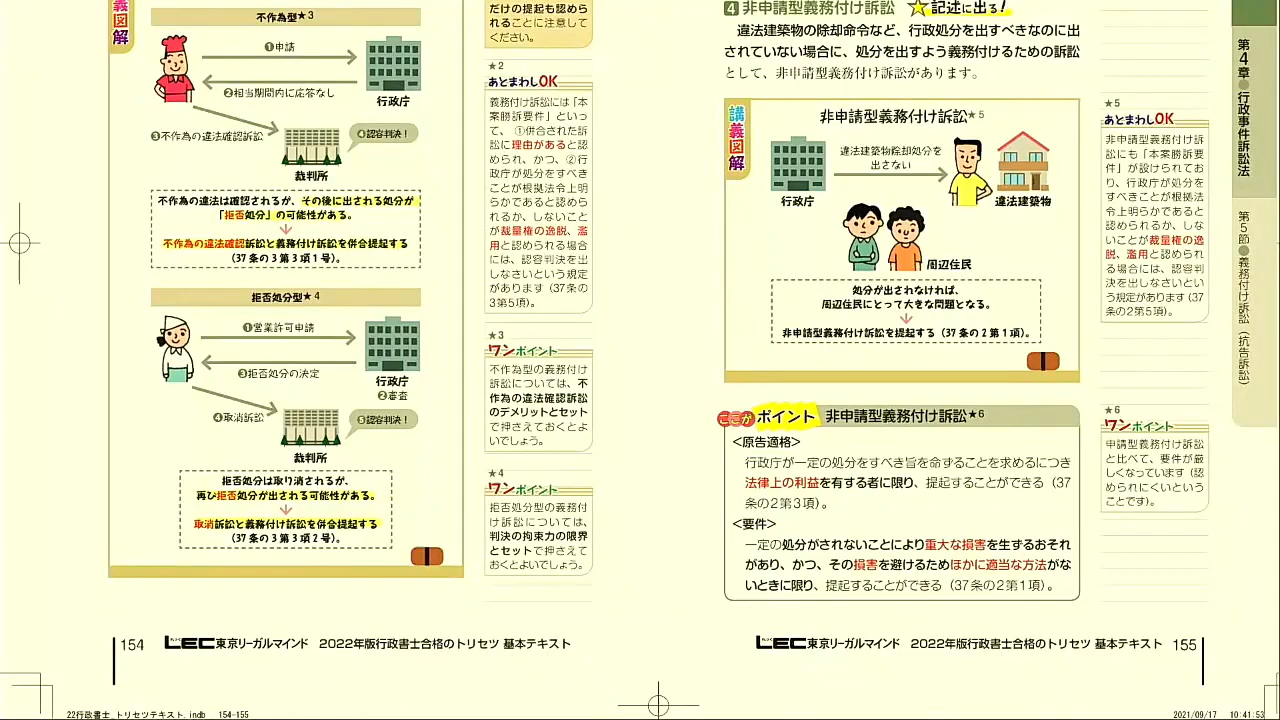 義
図
解
不作為型★3
❶申請
❷相当期間内に応答なし
行政庁
❸不作為の違法確認訴訟
❹認容判決！
裁判所
不作為の違法は確認されるが、その後に出される処分が
「拒否処分」の可能性がある。
不作為の違法確認訴訟と義務付け訴訟を併合提起する
（37条の3第3項1号）。
拒否処分型★4
❶営業許可申請
❸拒否処分の決定
行政庁
❷審査
❹取消訴訟
❺認容判決！
裁判所
拒否処分は取り消されるが、
再び拒否処分が出される可能性がある。
取消訴訟と義務付け訴訟を併合提起する
（37条の3第3項2号）。
だけの提起も認めら
れることに注意して
ください。
★2
あとまわしOK
義務付け訴訟には「本
案勝訴要件」といっ
て、①併合された訴
訟に理由があると認
められ、かつ、②行
政庁が処分をすべき
ことが根拠法令上明
らかであると認めら
れるか、しないこと
が裁量権の逸脱、濫
用と認められる場合
には、認容判決を出
しなさいという規定
があります（37条の
3第5項）。
★3
ワンポイント
不作為型の義務付け
訴訟については、不
作為の違法確認訴訟
のデメリットとセット
で押さえておくとよ
いでしょう。
★4
ワンポイント
拒否処分型の義務付
け訴訟については、
判決の拘束力の限界
とセットで押さえて
おくとよいでしょう。
154 LEC東京リーガルマインド 2022年版行政書士合格のトリセツ 基本テキスト
4 非申請型義務付け訴訟 ☆記述に出る！
違法建築物の除却命令など、行政処分を出すべきなのに出
されていない場合に、処分を出すよう義務付けるための訴訟
として、非申請型義務付け訴訟があります。
講義図解
非申請型義務付け訴訟★5
違法建築物除却処分を
出さない
行政庁
違法建築物
周辺住民
処分が出されなければ、
周辺住民にとって大きな問題となる。
非申請型義務付け訴訟を提起する（37条の2第1項）。
ここがポイント 非申請型義務付け訴訟★6
＜原告適格＞
行政庁が一定の処分をすべき旨を命ずることを求めるにつき
法律上の利益を有する者に限り、提起することができる（37
条の2第3項）。
＜要件＞
一定の処分がされないことにより重大な損害を生ずるおそれ
があり、かつ、その損害を避けるためほかに適当な方法がな
いときに限り、提起することができる（37条の2第1項）。
★5
あとまわしOK
非申請型義務付け訴
訟にも「本案勝訴要
件」が設けられてお
り、行政庁が処分を
すべきことが根拠法
令上明らかであると
認められるか、しな
いことが裁量権の逸
脱、濫用と認められ
る場合には、認容判
決を出しなさいとい
う規定があります（37
条の2第5項）。
★6
ワンポイント
申請型義務付け訴訟
と比べて、要件が厳
しくなっています（認
められにくいという
ことです）。
第4章●行政事件訴訟法
第5節●義務付け訴訟（抗告訴訟）
LEC東京リーガルマインド 2022年版行政書士合格のトリセツ 基本テキスト 155
22行政書士_トリセツテキスト.indb 154-155
2021/09/17 10:41:53